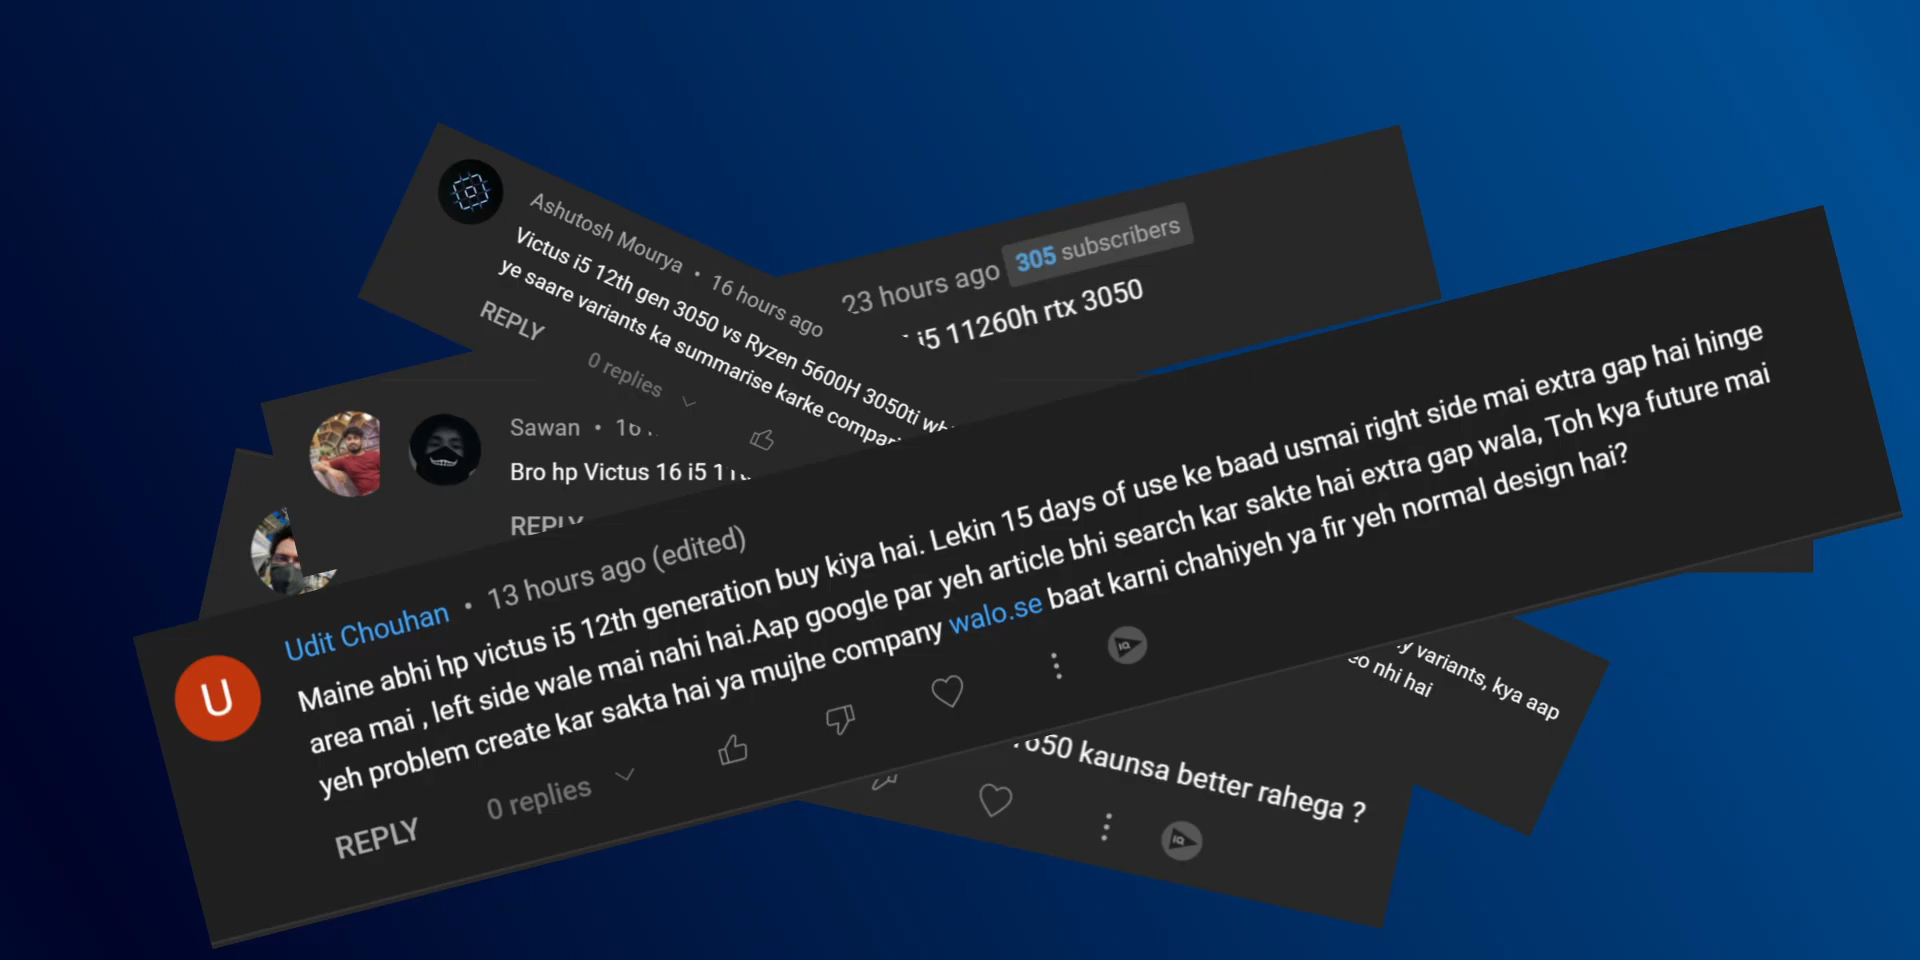 Ashutosh Mourya • 16 hours ago
Victus i5 12th gen 3050 vs Ryzen 5600H 3050ti
ye saare variants ka summarise karke
REPLY
0 replies
23 hours ago 305 subscribers
i5 11260h rtx 3050
Sawan •
Bro hp Victus 16 i5
REPLY
Udit Chouhan • 13 hours ago (edited)
Maine abhi hp victus i5 12th generation buy kiya hai. Lekin 15 days of use ke baad usmai right side mai extra gap hai hinge
area mai , left side wale mai nahi hai.Aap google par yeh article bhi search kar sakte hai extra gap wala, Toh kya future mai
yeh problem create kar sakta hai ya mujhe company walo.se baat karni chahiyeh ya fir yeh normal design hai?
U
REPLY
0 replies
IQ
variants, kya aap
nhi hai
kaunsa better rahega ?
IQ